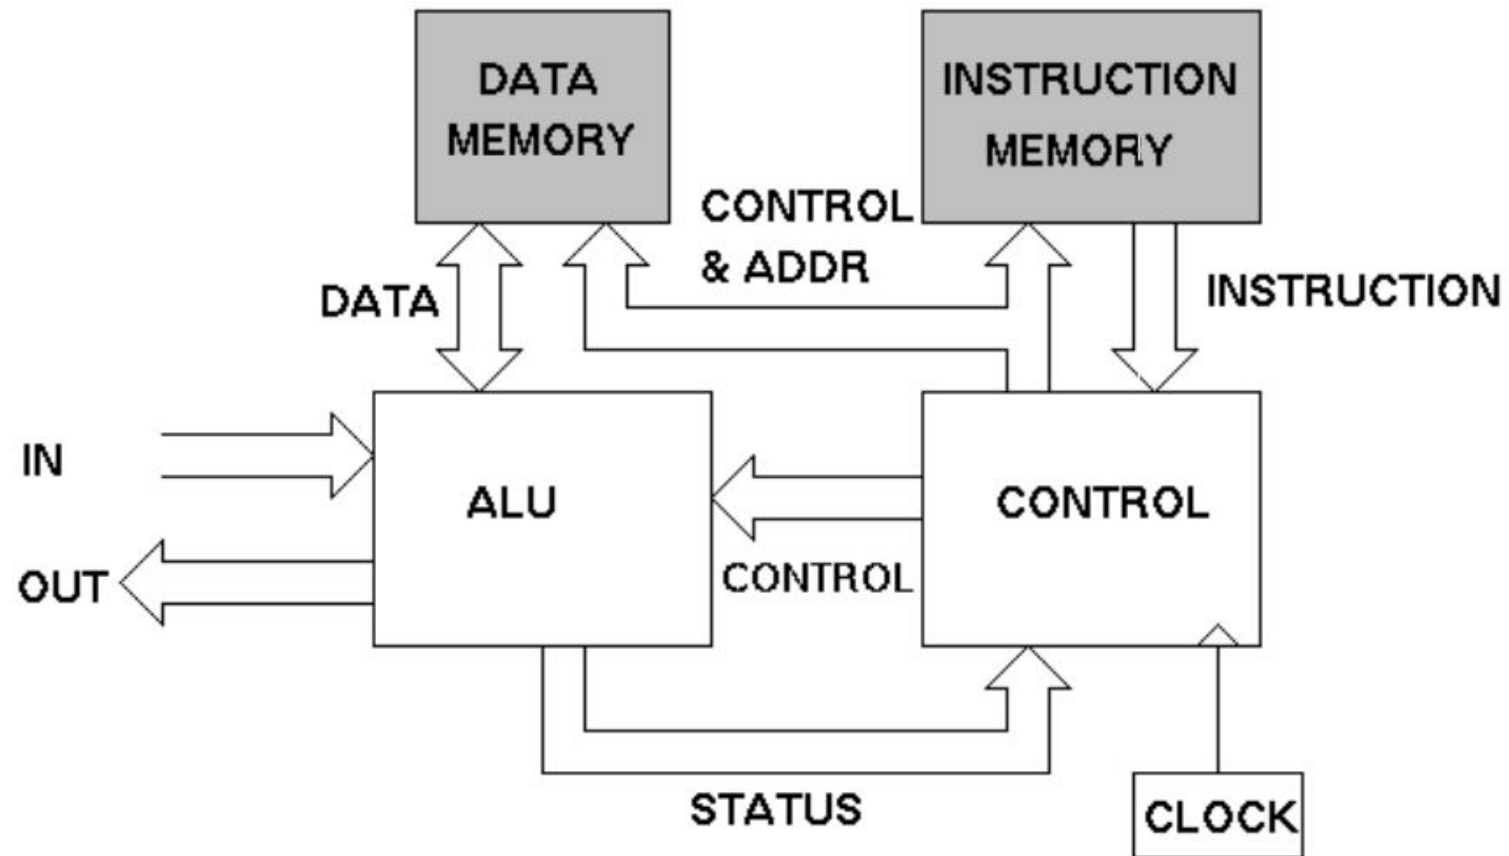 DATA
MEMORY
INSTRUCTION
MEMORY
CONTROL
& ADDR
DATA
INSTRUCTION
IN
ALU
CONTROL
OUT
CONTROL
STATUS
CLOCK